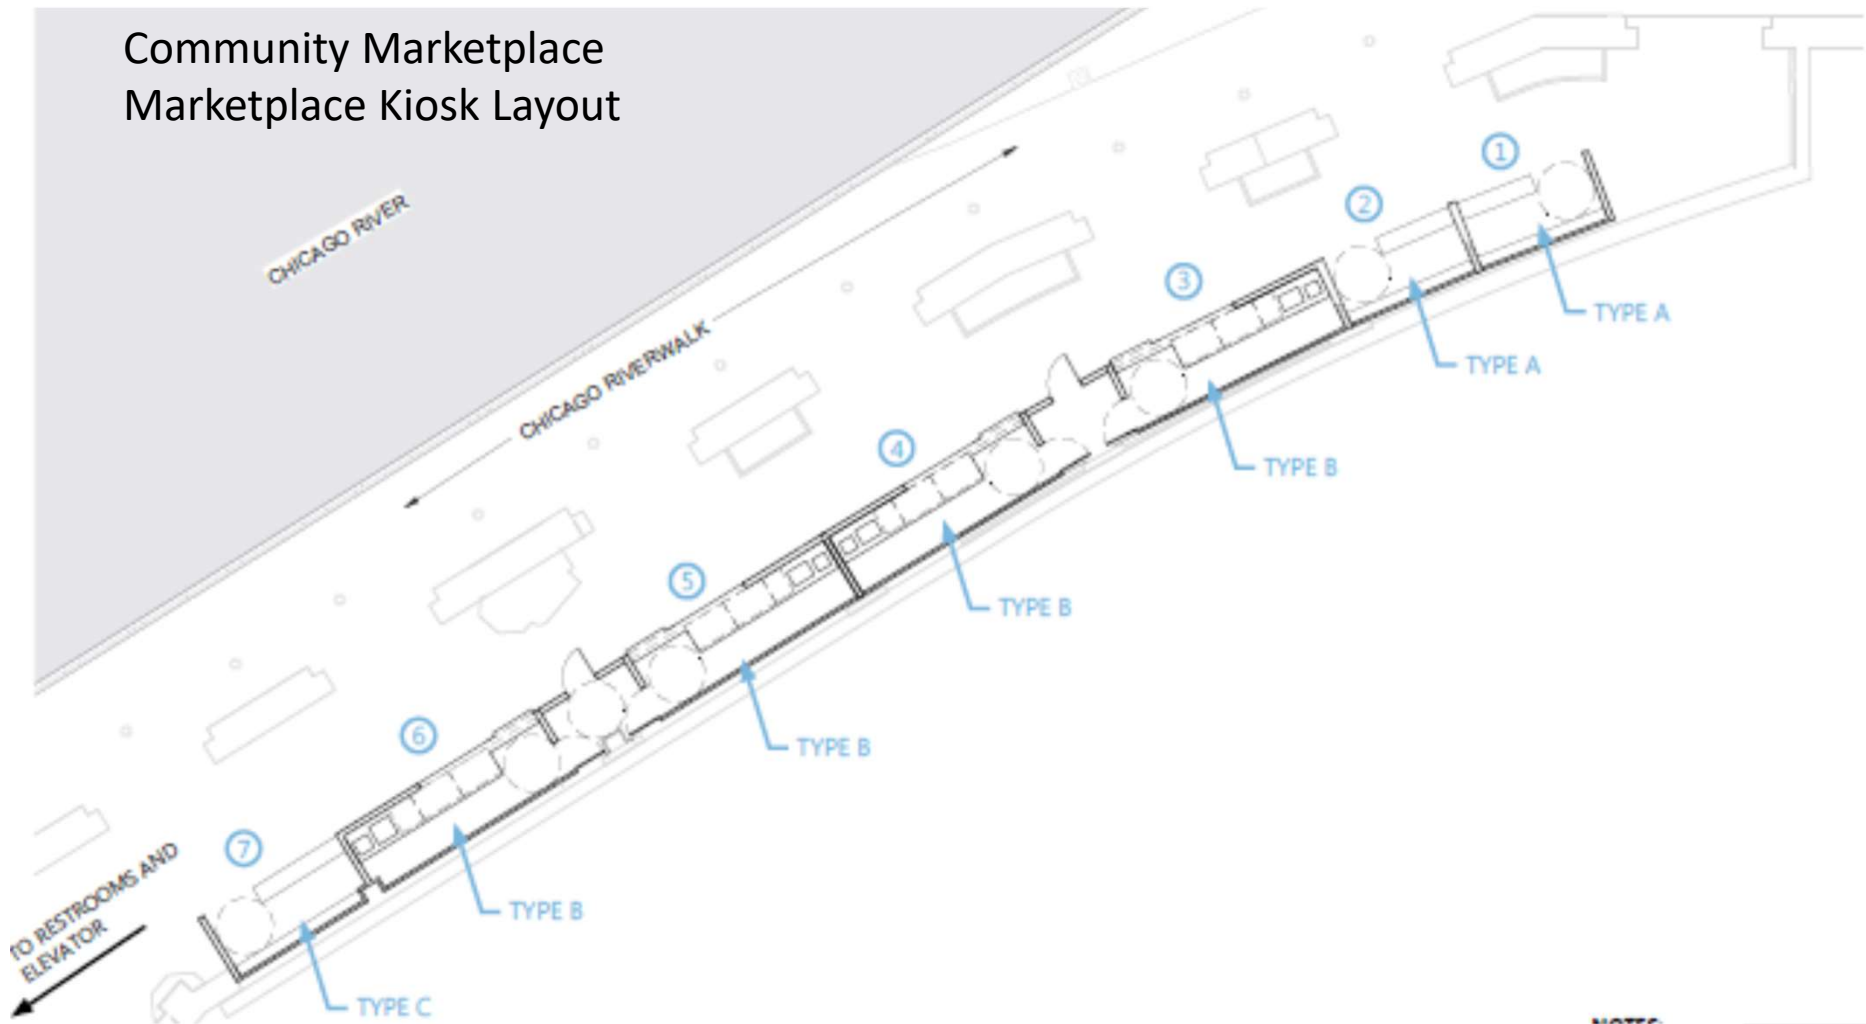 Community Marketplace
Marketplace Kiosk Layout
CHICAGO RIVER
CHICAGO RIVERWALK
1
2
3
4
5
6
7
TYPE A
TYPE A
TYPE B
TYPE B
TYPE B
TYPE B
TYPE C
TO RESTROOMS AND
ELEVATOR
NOTES: